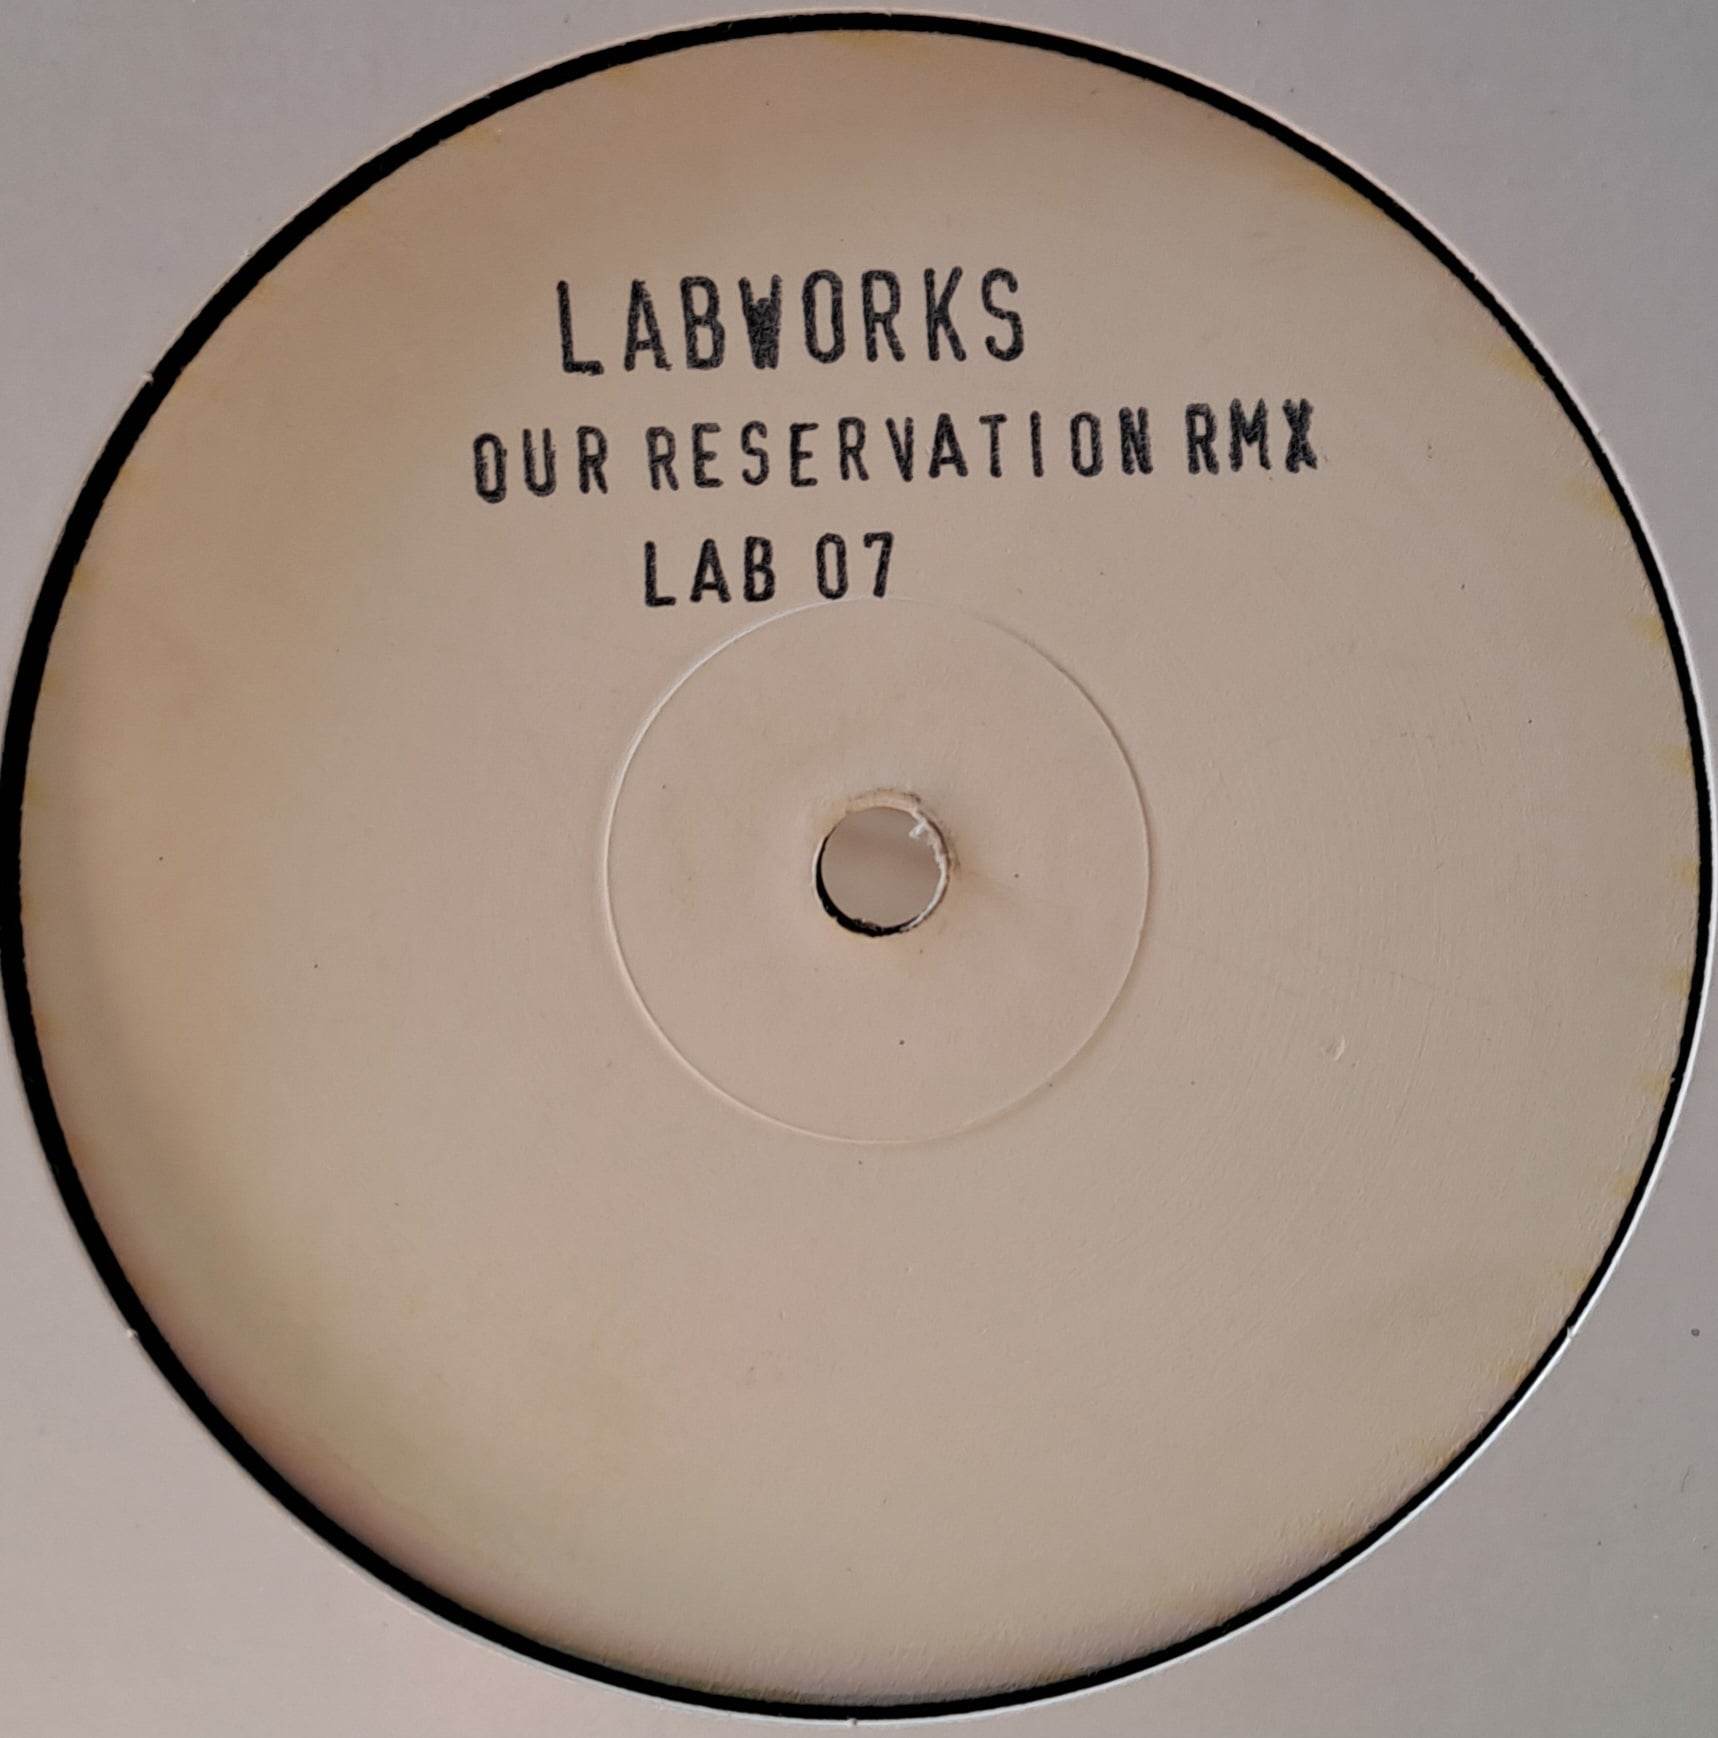 LABWORKS
OUR RESERVATION RMX
LAB 07